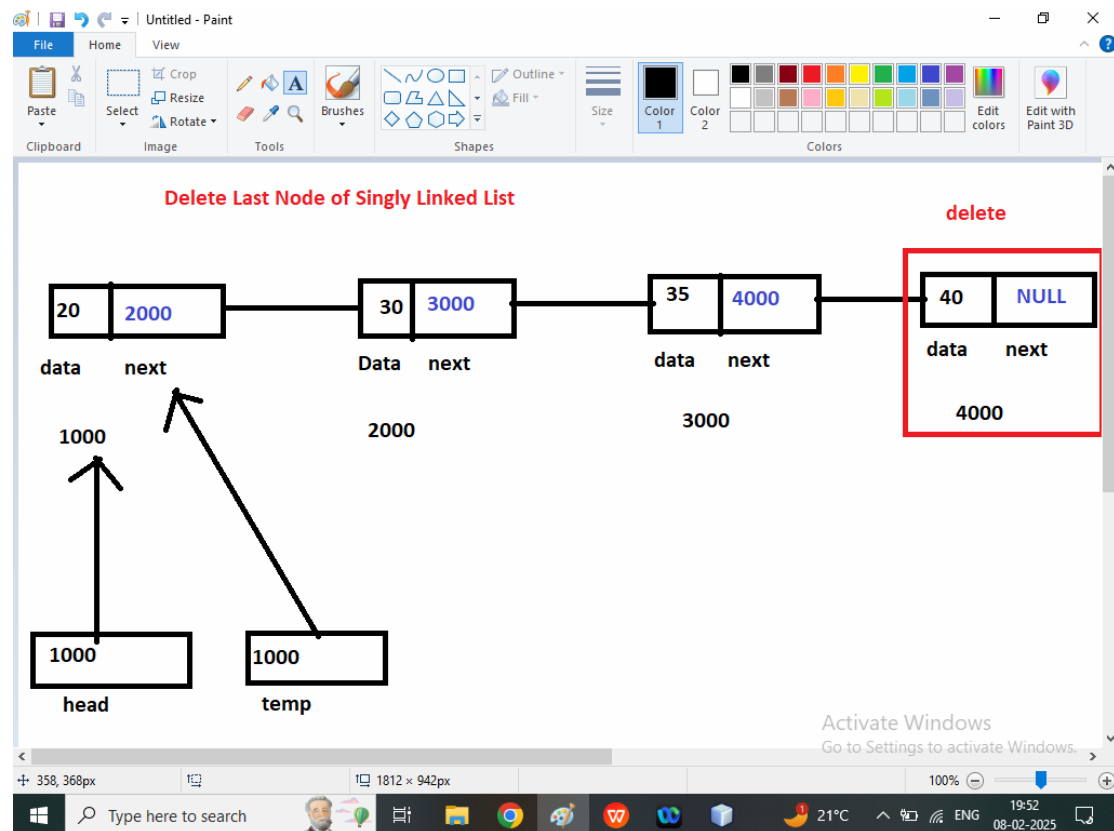 Untitled - Paint
File Home View
Paste
Select
Crop
Resize
Rotate
Brushes
Outline
Fill
Size
Color 1
Color 2
Edit colors
Edit with Paint 3D
Clipboard Image Tools Shapes Colors
Delete Last Node of Singly Linked List
delete
20 2000 30 3000 35 4000 40 NULL
data next Data next data next data next
1000 2000 3000 4000
1000 1000
head temp
Activate Windows
Go to Settings to activate Windows.
358, 368px 1812 × 942px 100%
Type here to search 1 21°C ENG 19:52
08-02-2025